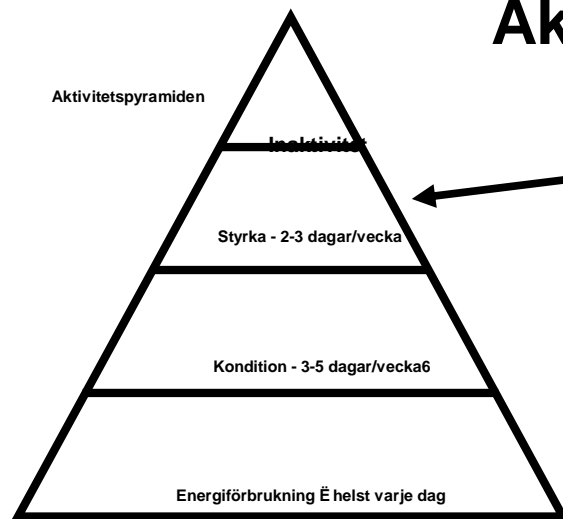 Ak
Aktivitetspyramiden
Inaktivitet
Styrka - 2-3 dagar/vecka
Kondition - 3-5 dagar/vecka6
Energiförbrukning Ë helst varje dag